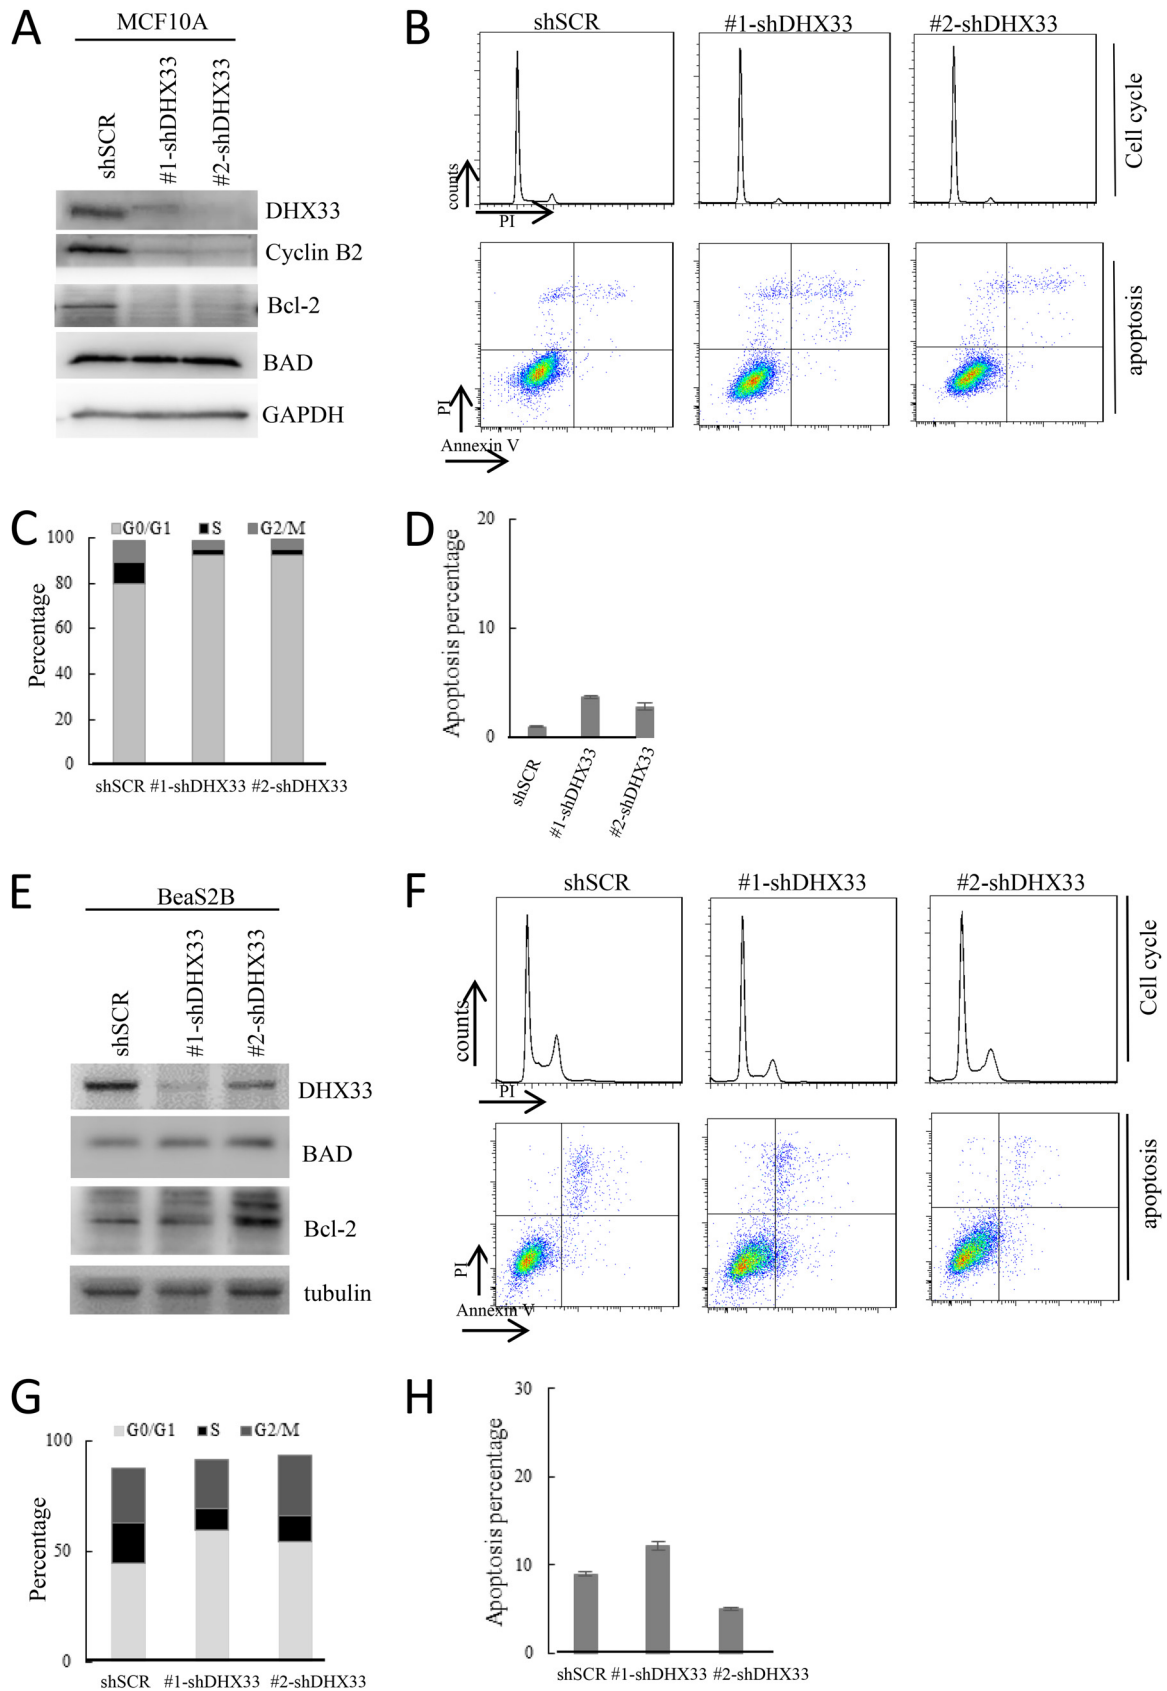 A
MCF10A
shSCR
#1-shDHX33
#2-shDHX33
DHX33
Cyclin B2
Bcl-2
BAD
GAPDH
B
shSCR
#1-shDHX33
#2-shDHX33
counts
PI
Cell cycle
PI
Annexin V
apoptosis
C
G0/G1 S G2/M
Percentage
100
80
60
40
20
0
shSCR #1-shDHX33 #2-shDHX33
D
Apoptosis percentage
20
10
0
shSCR
#1-shDHX33
#2-shDHX33
E
BeaS2B
shSCR
#1-shDHX33
#2-shDHX33
DHX33
BAD
Bcl-2
tubulin
F
shSCR
#1-shDHX33
#2-shDHX33
counts
PI
Cell cycle
PI
Annexin V
apoptosis
G
G0/G1 S G2/M
Percentage
100
50
0
shSCR #1-shDHX33 #2-shDHX33
H
Apoptosis percentage
30
20
10
0
shSCR #1-shDHX33 #2-shDHX33